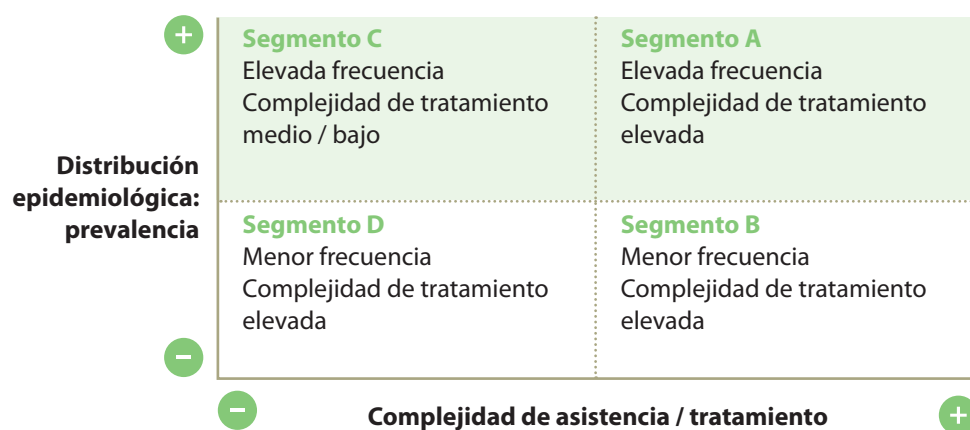 +
Segmento C
Elevada frecuencia
Complejidad de tratamiento
medio / bajo
Segmento A
Elevada frecuencia
Complejidad de tratamiento
elevada
Distribución
epidemiológica:
prevalencia
Segmento D
Menor frecuencia
Complejidad de tratamiento
elevada
Segmento B
Menor frecuencia
Complejidad de tratamiento
elevada
−
−
Complejidad de asistencia / tratamiento
+